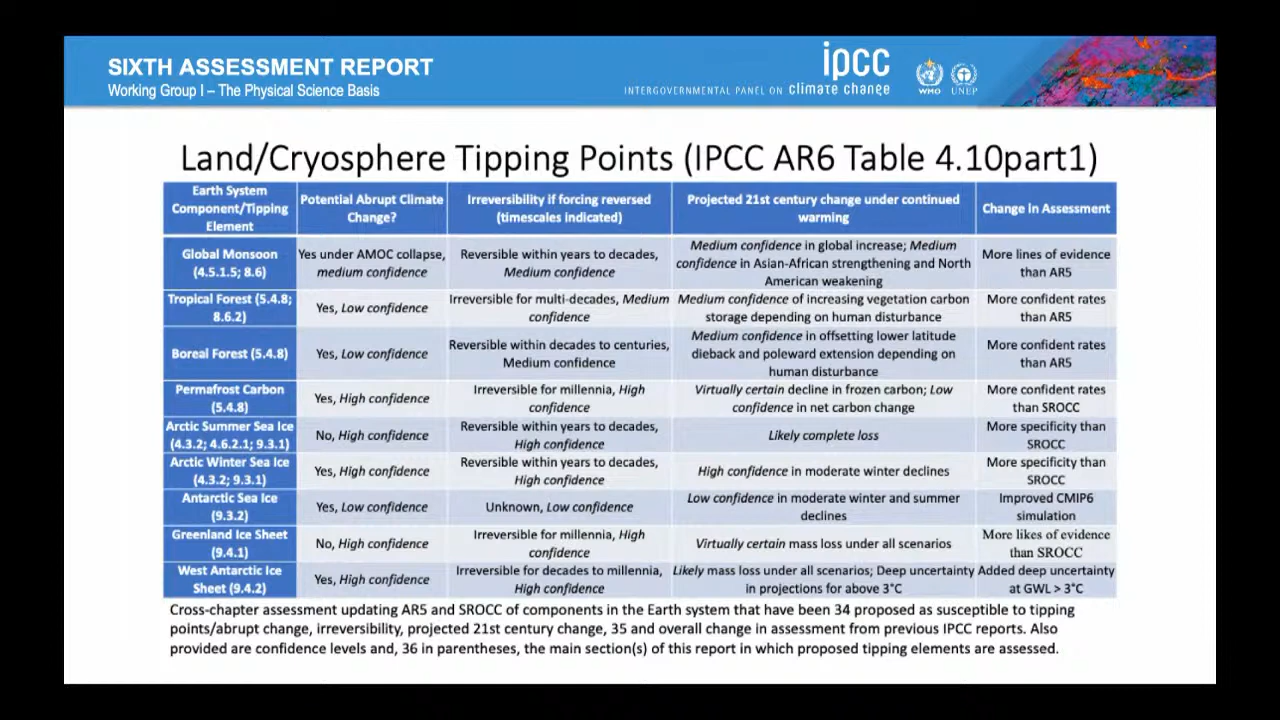 SIXTH ASSESSMENT REPORT
Working Group I – The Physical Science Basis
ipcc
INTERGOVERNMENTAL PANEL ON climate change
WMO
UNEP
Land/Cryosphere Tipping Points (IPCC AR6 Table 4.10part1)
Earth System
Component/Tipping
Element
Potential Abrupt Climate
Change?
Irreversibility if forcing reversed
(timescales indicated)
Projected 21st century change under continued
warming
Change in Assessment
Global Monsoon
(4.5.1.5; 8.6)
Yes under AMOC collapse,
medium confidence
Reversible within years to decades,
Medium confidence
Medium confidence in global increase; Medium
confidence in Asian-African strengthening and North
American weakening
More lines of evidence
than AR5
Tropical Forest (5.4.8;
8.6.2)
Yes, Low confidence
Irreversible for multi-decades, Medium
confidence
Medium confidence of increasing vegetation carbon
storage depending on human disturbance
More confident rates
than AR5
Boreal Forest (5.4.8)
Yes, Low confidence
Reversible within decades to centuries,
Medium confidence
Medium confidence in offsetting lower latitude
dieback and poleward extension depending on
human disturbance
More confident rates
than AR5
Permafrost Carbon
(5.4.8)
Yes, High confidence
Irreversible for millennia, High
confidence
Virtually certain decline in frozen carbon; Low
confidence in net carbon change
More confident rates
than SROCC
Arctic Summer Sea Ice
(4.3.2; 4.6.2.1; 9.3.1)
No, High confidence
Reversible within years to decades,
High confidence
Likely complete loss
More specificity than
SROCC
Arctic Winter Sea Ice
(4.3.2; 9.3.1)
Yes, High confidence
Reversible within years to decades,
High confidence
High confidence in moderate winter declines
More specificity than
SROCC
Antarctic Sea Ice
(9.3.2)
Yes, Low confidence
Unknown, Low confidence
Low confidence in moderate winter and summer
declines
Improved CMIP6
simulation
Greenland Ice Sheet
(9.4.1)
No, High confidence
Irreversible for millennia, High
confidence
Virtually certain mass loss under all scenarios
More likes of evidence
than SROCC
West Antarctic Ice
Sheet (9.4.2)
Yes, High confidence
Irreversible for decades to millennia,
High confidence
Likely mass loss under all scenarios; Deep uncertainty
in projections for above 3°C
Added deep uncertainty
at GWL > 3°C
Cross-chapter assessment updating AR5 and SROCC of components in the Earth system that have been 34 proposed as susceptible to tipping
points/abrupt change, irreversibility, projected 21st century change, 35 and overall change in assessment from previous IPCC reports. Also
provided are confidence levels and, 36 in parentheses, the main section(s) of this report in which proposed tipping elements are assessed.